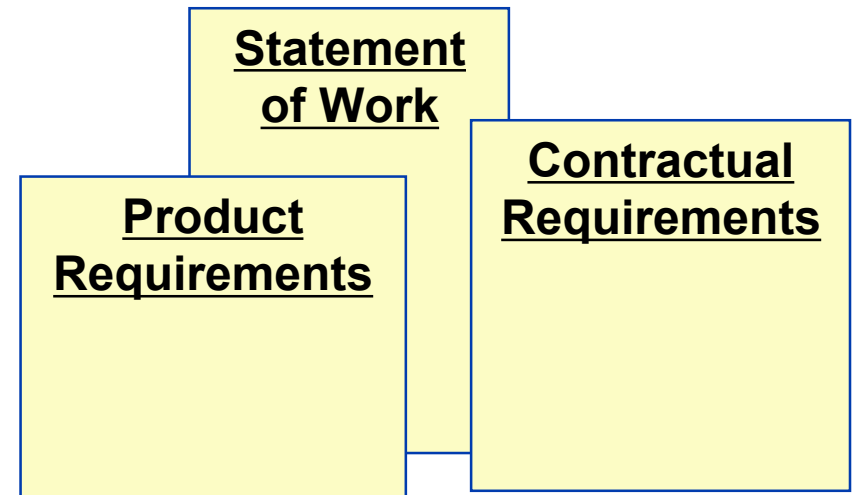 Statement
of Work
Contractual
Requirements
Product
Requirements